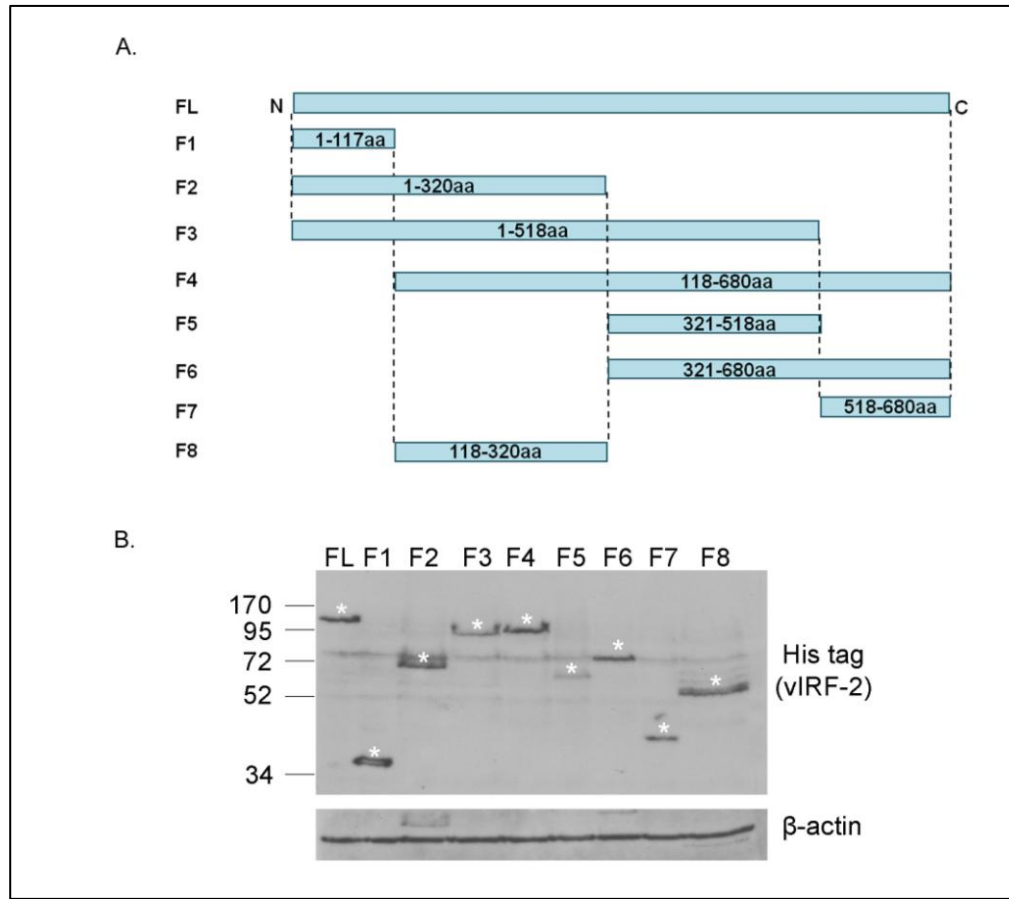 A.
FL N C
F1 1-117aa
F2 1-320aa
F3 1-518aa
F4 118-680aa
F5 321-518aa
F6 321-680aa
F7 518-680aa
F8 118-320aa
B.
FL F1 F2 F3 F4 F5 F6 F7 F8
170
95
72
52
34
His tag
(vIRF-2)
β-actin